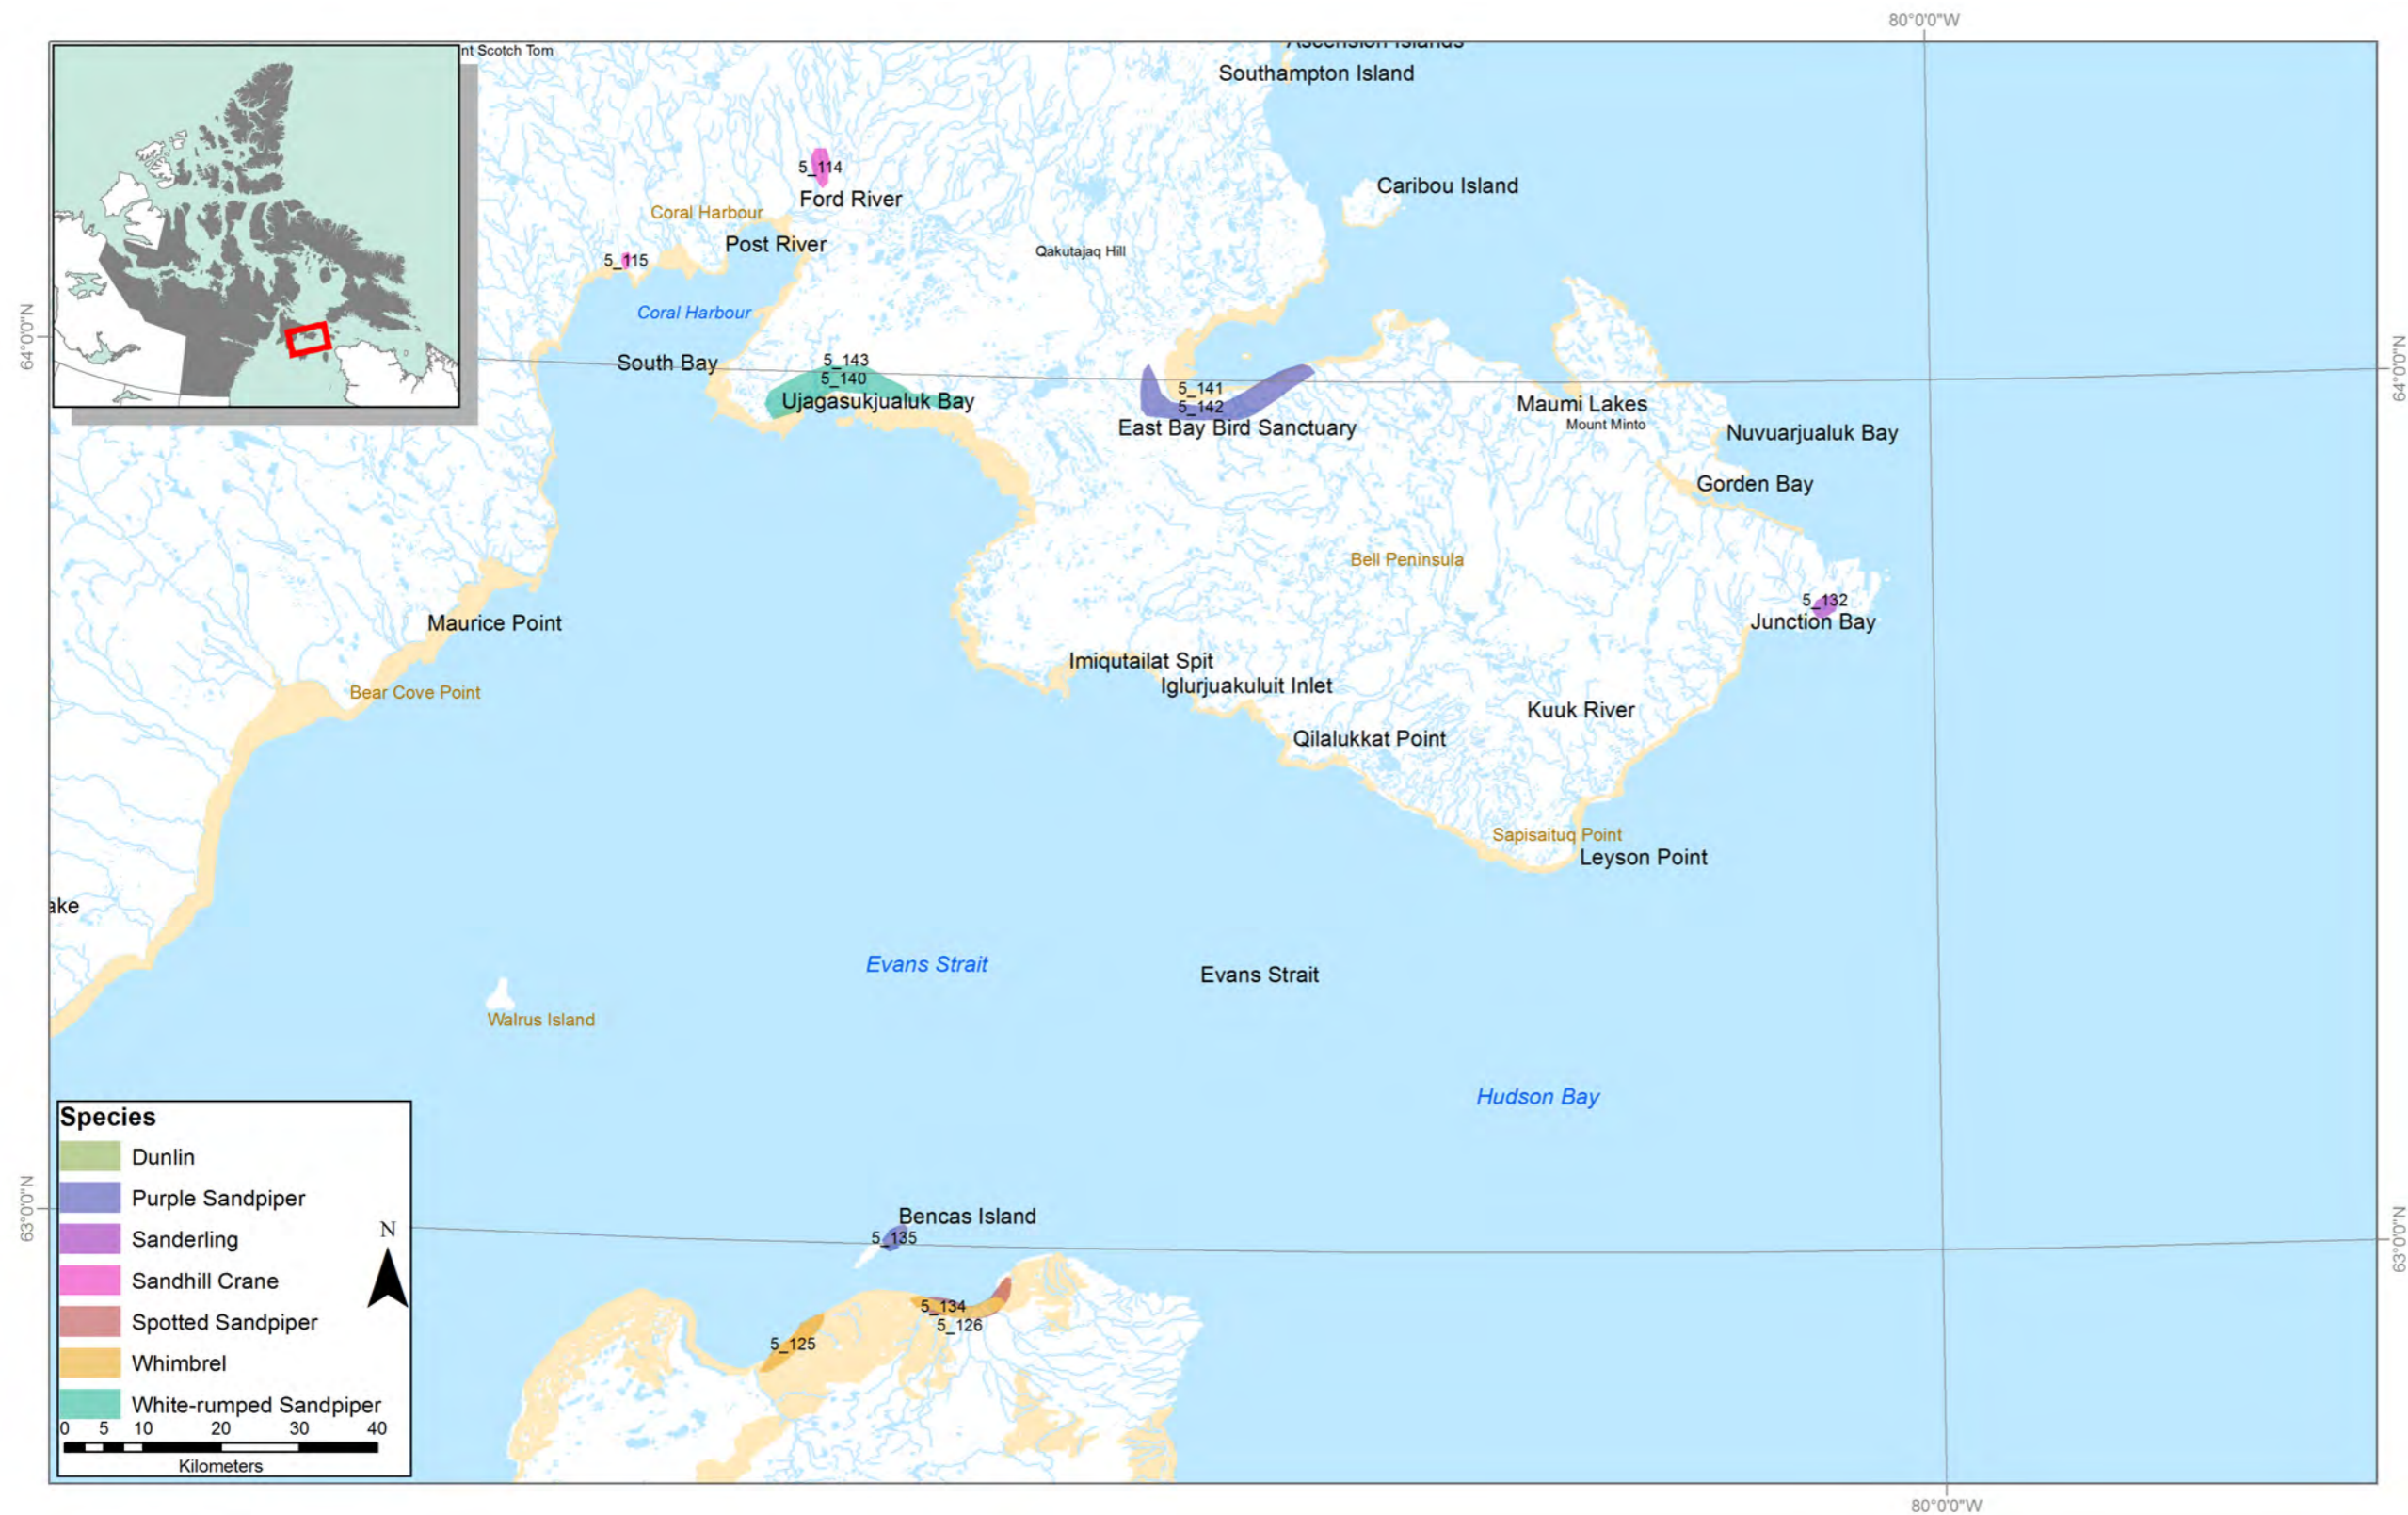 80°0'0"W
nt Scotch Tom
Ascension Islands
Southampton Island
5_114
Ford River
Caribou Island
Coral Harbour
Post River
Qakutajaq Hill
5_115
Coral Harbour
64°0'0"N
64°0'0"N
South Bay
5_143
5_140
Ujagasukjualuk Bay
5_141
5_142
East Bay Bird Sanctuary
Maumi Lakes
Mount Minto
Nuvuarjualuk Bay
Gorden Bay
Bell Peninsula
5_132
Junction Bay
Maurice Point
Imiqutailat Spit
Iglurjuakuluit Inlet
Bear Cove Point
Kuuk River
Qilalukkat Point
Sapisaituq Point
Leyson Point
ake
Evans Strait
Evans Strait
Walrus Island
Hudson Bay
63°0'0"N
63°0'0"N
Bencas Island
5_135
5_134
5_126
5_125
Species
Dunlin
Purple Sandpiper
Sanderling
Sandhill Crane
Spotted Sandpiper
Whimbrel
White-rumped Sandpiper
N
0 5 10 20 30 40
Kilometers
80°0'0"W